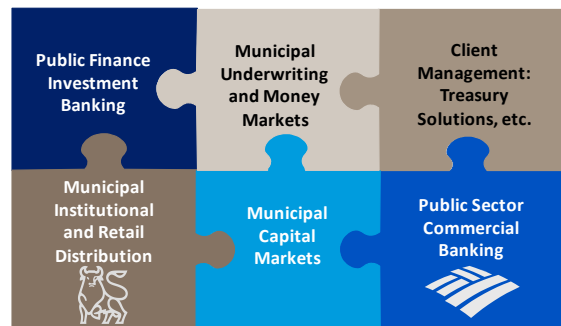 Public Finance
Investment
Banking
Municipal
Underwriting
and Money
Markets
Client
Management:
Treasury
Solutions, etc.
Municipal
Institutional
and Retail
Distribution
Municipal
Capital
Markets
Public Sector
Commercial
Banking